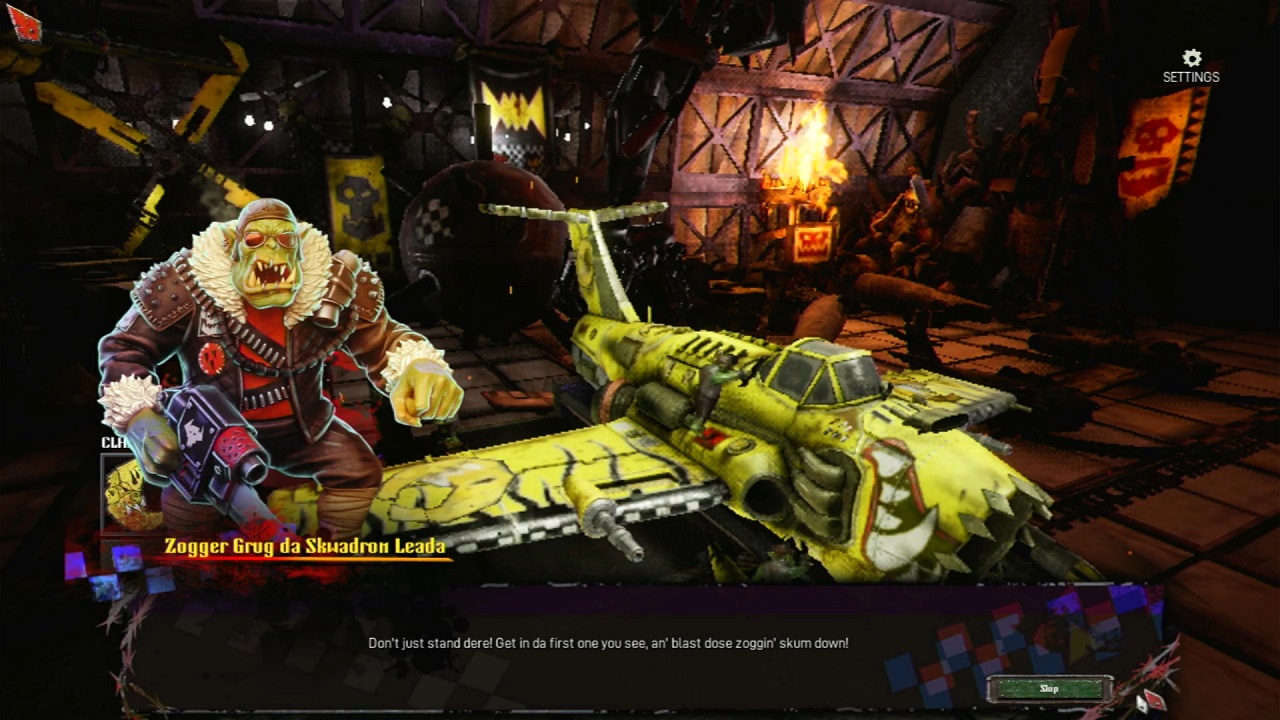 SETTINGS
CLA
Zogger Grug da Skwadron Leada
Don't just stand dere! Get in da first one you see, an' blast dose zoggin' skum down!
Skip